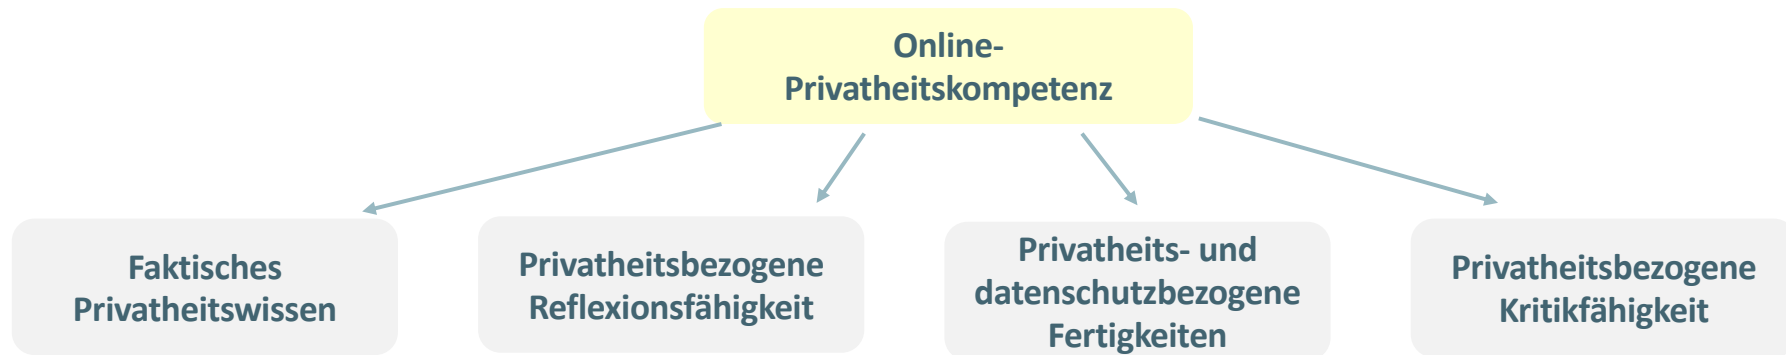 Online-
Privatheitskompetenz
Faktisches
Privatheitswissen
Privatheitsbezogene
Reflexionsfähigkeit
Privatheits- und
datenschutzbezogene
Fertigkeiten
Privatheitsbezogene
Kritikfähigkeit